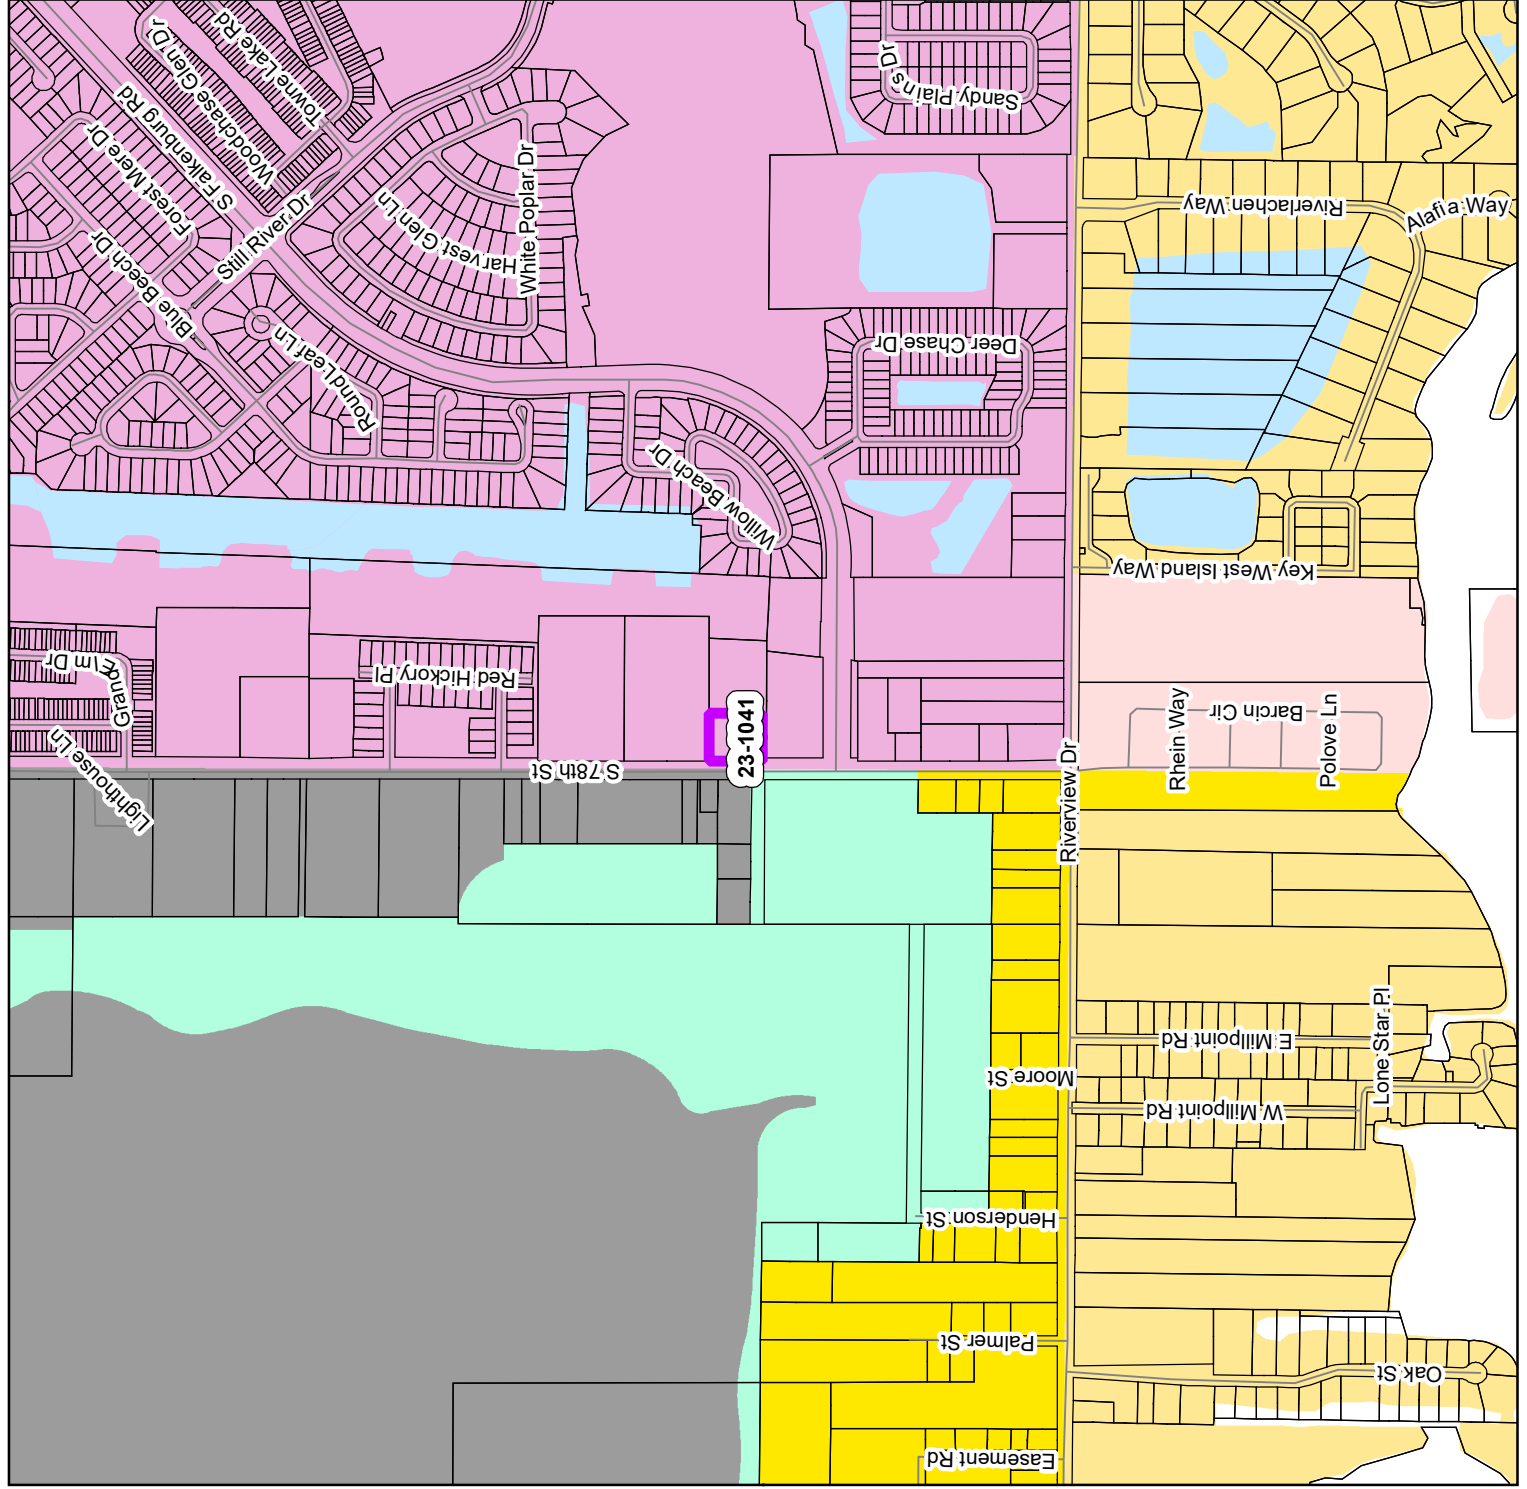 Glen Dr
Woodchase
Towne Lake Rd
S Falkenburg Rd
Forest Mere Dr
Blue Beech Dr
Still River Dr
Harvest Glen Ln
White Poplar Dr
Round Leaf Ln
Sandy Plains Dr
Riverlachen Way
Alafia Way
Deer Chase Dr
Willow Beach Dr
Key West Island Way
Grand Elm Dr
Red Hickory Pl
Lighthouse Ln
S 78th St
23-1041
Rhein Way
Barcin Cir
Polove Ln
Riverview Dr
Lone Star Pl
E Millpoint Rd
Moore St
W Millpoint Rd
Henderson St
Palmer St
Oak St
Easement Rd